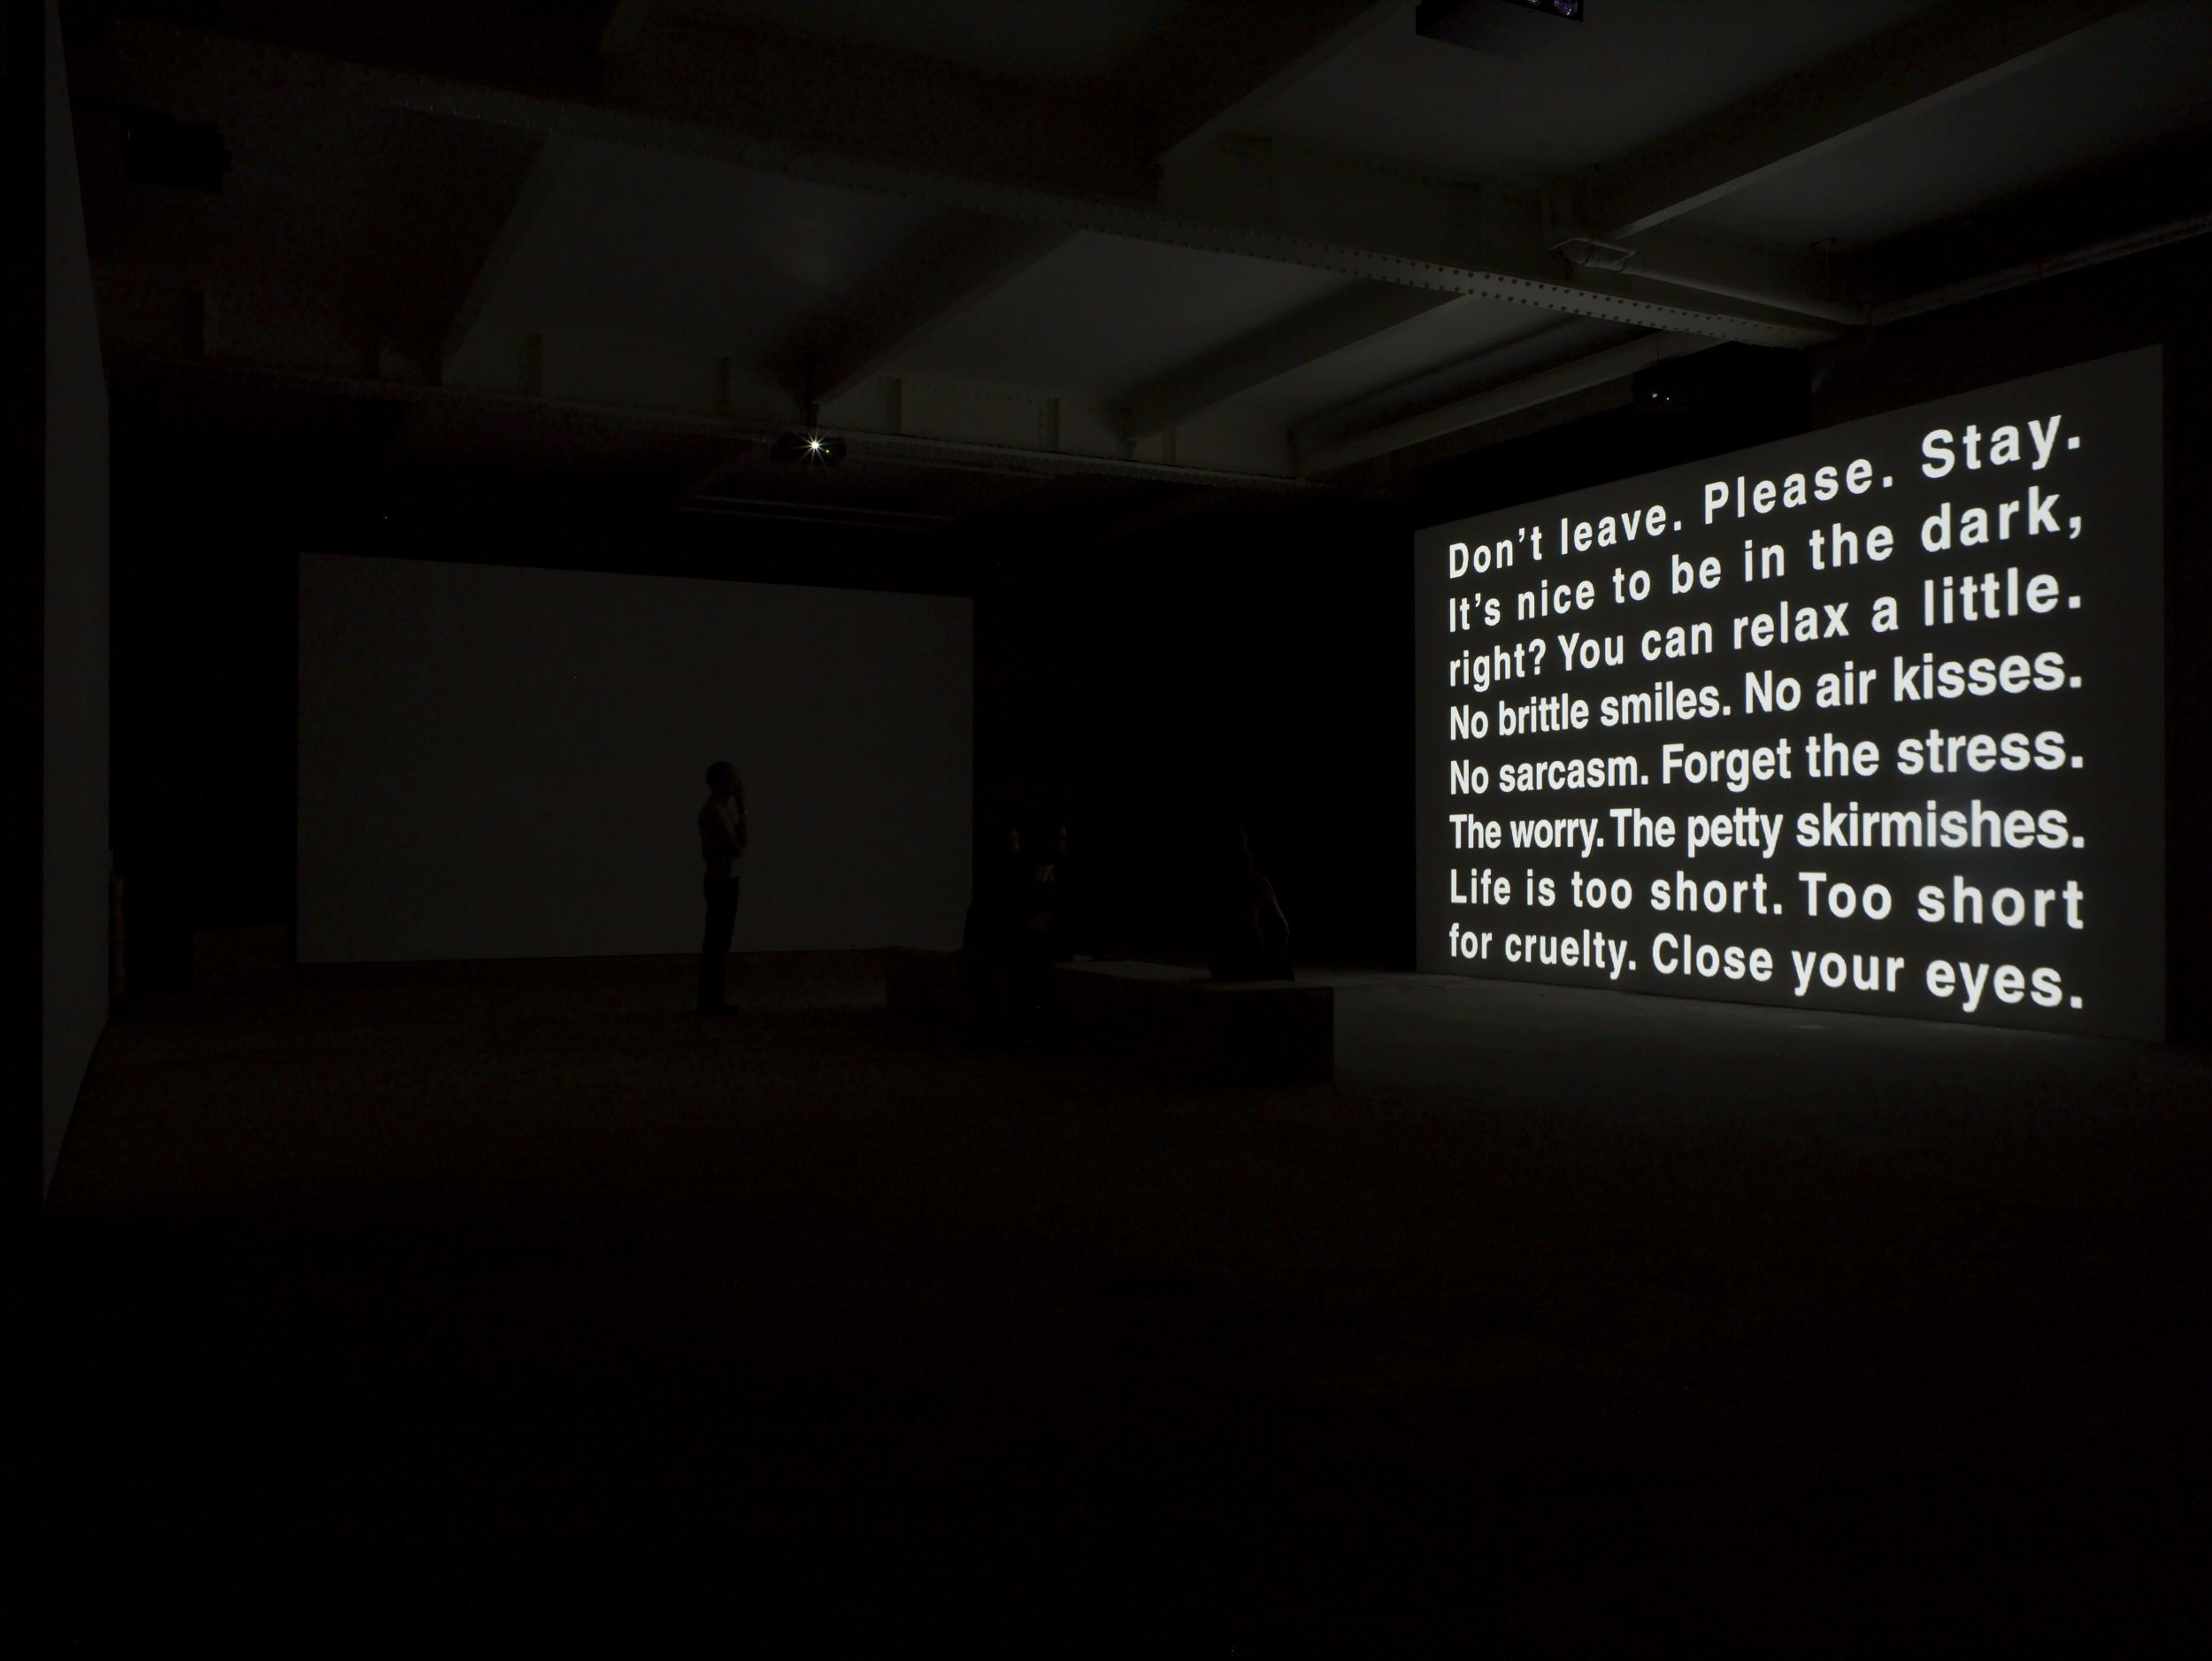 Don’t leave. Please. Stay.
It’s nice to be in the dark,
right? You can relax a little.
No brittle smiles. No air kisses.
No sarcasm. Forget the stress.
The worry. The petty skirmishes.
Life is too short. Too short
for cruelty. Close your eyes.